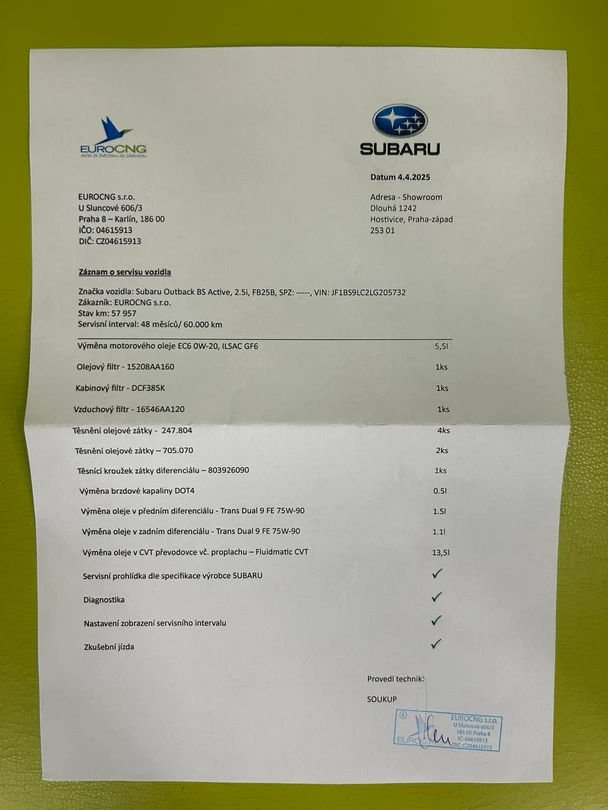 EUROCNG
SUBARU
Datum 4.4.2025
EUROCNG s.r.o.
U Sluncové 606/3
Praha 8 – Karlín, 186 00
IČO: 04615913
DIČ: CZ04615913
Adresa - Showroom
Dlouhá 1242
Hostivice, Praha-západ
253 01
Záznam o servisu vozidla
Značka vozidla: Subaru Outback BS Active, 2.5i, FB25B, SPZ: -----, VIN: JF1BS9LC2LG205732
Zákazník: EUROCNG s.r.o.
Stav km: 57 957
Servisní interval: 48 měsíců/ 60.000 km
Výměna motorového oleje EC6 0W-20, ILSAC GF6 5,5l
Olejový filtr - 15208AA160 1ks
Kabinový filtr - DCF385K 1ks
Vzduchový filtr - 16546AA120 1ks
Těsnění olejové zátky - 247.804 4ks
Těsnění olejové zátky – 705.070 2ks
Těsnící kroužek zátky diferenciálu – 803926090 1ks
Výměna brzdové kapaliny DOT4 0.5l
Výměna oleje v předním diferenciálu - Trans Dual 9 FE 75W-90 1.5l
Výměna oleje v zadním diferenciálu - Trans Dual 9 FE 75W-90 1.1l
Výměna oleje v CVT převodovce vč. proplachu – Fluidmatic CVT 13,5l
Servisní prohlídka dle specifikace výrobce SUBARU ✓
Diagnostika ✓
Nastavení zobrazení servisního intervalu ✓
Zkušební jízda ✓
Provedl technik:
SOUKUP
EUROCNG s.r.o.
U Sluncové 606/3
186 00 Praha 8
IČ: 04615913
DIČ: CZ04615913